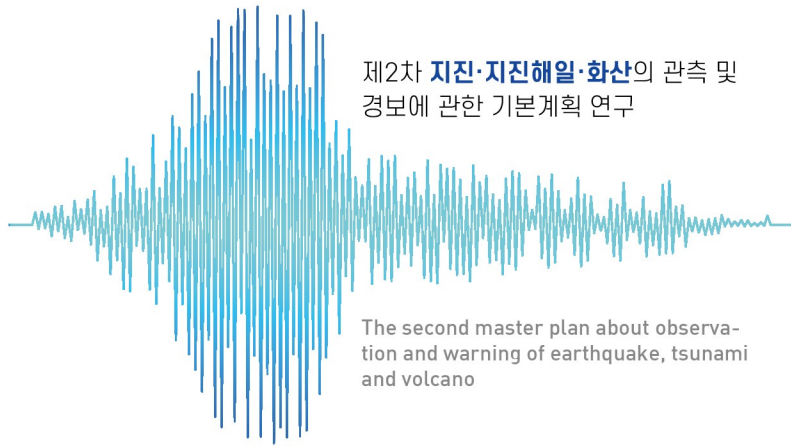 제2차 지진·지진해일·화산의 관측 및
경보에 관한 기본계획 연구
The second master plan about observa-
tion and warning of earthquake, tsunami
and volcano